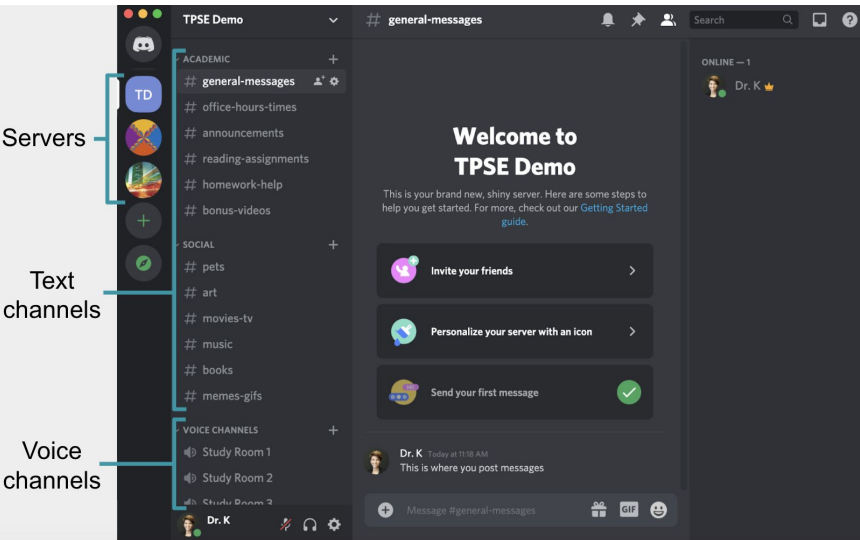 Servers
Text
channels
Voice
channels
TD
TPSE Demo
ACADEMIC
# general-messages
# office-hours-times
# announcements
# reading-assignments
# homework-help
# bonus-videos
SOCIAL
# pets
# art
# movies-tv
# music
# books
# memes-gifs
VOICE CHANNELS
Study Room 1
Study Room 2
Study Room 3
Dr. K
# general-messages
Search
?
Welcome to
TPSE Demo
This is your brand new, shiny server. Here are some steps to
help you get started. For more, check out our Getting Started
guide.
Invite your friends
Personalize your server with an icon
Send your first message
Dr. K Today at 11:18 AM
This is where you post messages
Message #general-messages
GIF
ONLINE — 1
Dr. K